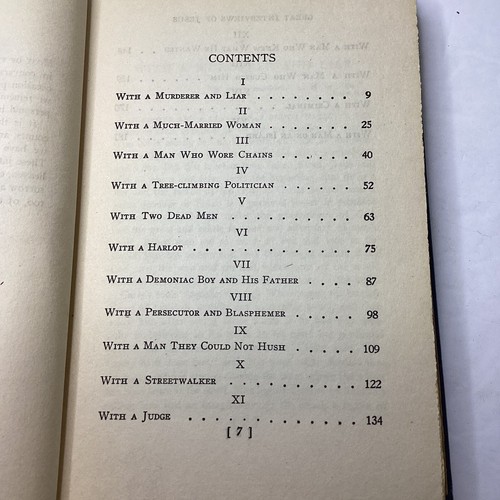 CONTENTS
I
WITH A MURDERER AND LIAR . . . . . . . . 9
II
WITH A MUCH-MARRIED WOMAN . . . . . . . 25
III
WITH A MAN WHO WORE CHAINS . . . . . . 40
IV
WITH A TREE-CLIMBING POLITICIAN . . . . . . 52
V
WITH TWO DEAD MEN . . . . . . . . . . 63
VI
WITH A HARLOT . . . . . . . . . . . . . 75
VII
WITH A DEMONIAC BOY AND HIS FATHER . . . . . 87
VIII
WITH A PERSECUTOR AND BLASPHEMER . . . . . 98
IX
WITH A MAN THEY COULD NOT HUSH . . . . . 109
X
WITH A STREETWALKER . . . . . . . . . . 122
XI
WITH A JUDGE . . . . . . . . . . . . . 134
[ 7 ]